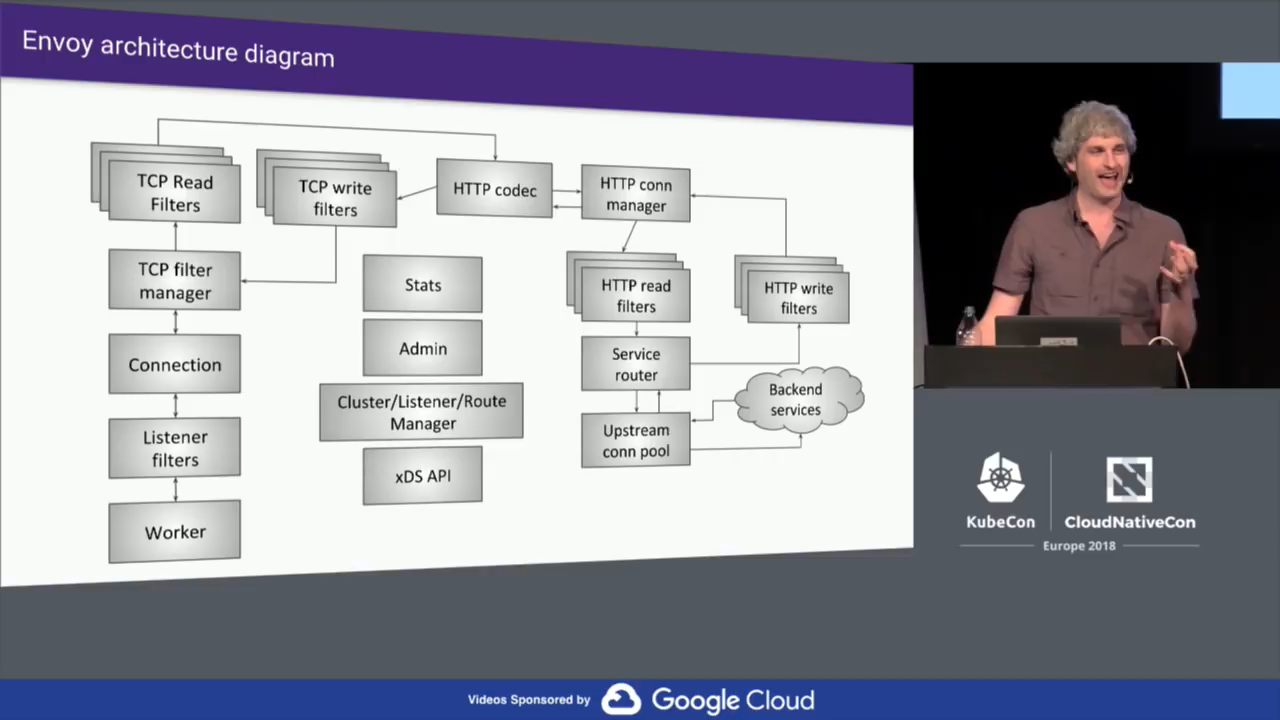 Envoy architecture diagram
TCP Read
Filters
TCP write
filters
HTTP codec
HTTP conn
manager
TCP filter
manager
Stats
HTTP read
filters
HTTP write
filters
Connection
Admin
Service
router
Cluster/Listener/Route
Manager
Backend
services
Listener
filters
Upstream
conn pool
xDS API
Worker
KubeCon
CloudNativeCon
Europe 2018
Videos Sponsored by
Google Cloud